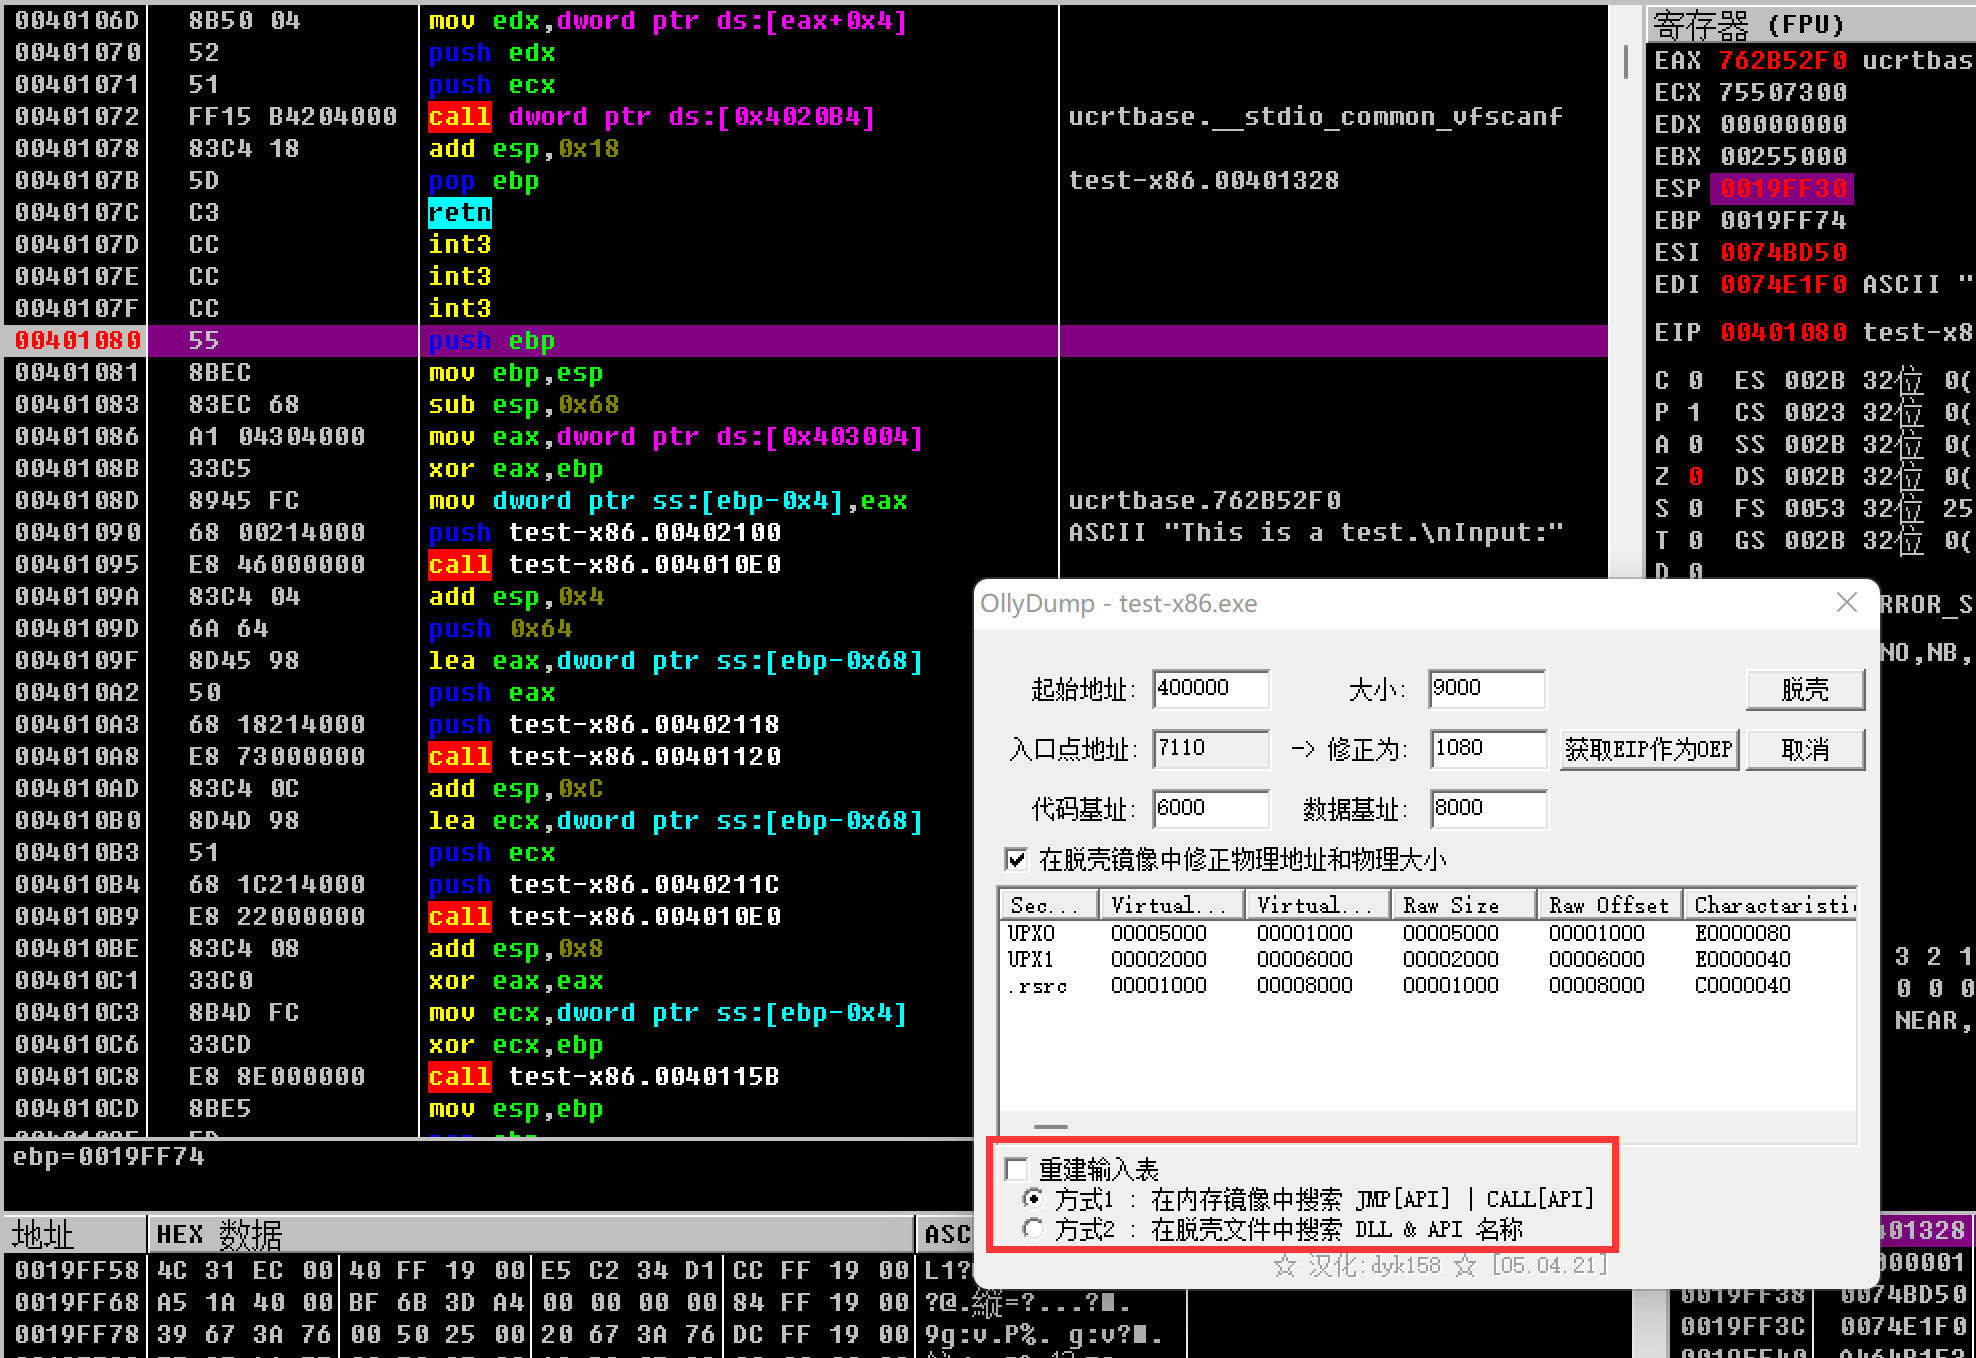 0040106D 8B50 04 mov edx,dword ptr ds:[eax+0x4]
00401070 52 push edx
00401071 51 push ecx
00401072 FF15 B4204000 call dword ptr ds:[0x4020B4] ucrtbase.__stdio_common_vfscanf
00401078 83C4 18 add esp,0x18
0040107B 5D pop ebp test-x86.00401328
0040107C C3 retn
0040107D CC int3
0040107E CC int3
0040107F CC int3
00401080 55 push ebp
00401081 8BEC mov ebp,esp
00401083 83EC 68 sub esp,0x68
00401086 A1 04304000 mov eax,dword ptr ds:[0x403004]
0040108B 33C5 xor eax,ebp
0040108D 8945 FC mov dword ptr ss:[ebp-0x4],eax ucrtbase.762B52F0
00401090 68 00214000 push test-x86.00402100 ASCII "This is a test.\nInput:"
00401095 E8 46000000 call test-x86.004010E0
0040109A 83C4 04 add esp,0x4
0040109D 6A 64 push 0x64
0040109F 8D45 98 lea eax,dword ptr ss:[ebp-0x68]
004010A2 50 push eax
004010A3 68 18214000 push test-x86.00402118
004010A8 E8 73000000 call test-x86.00401120
004010AD 83C4 0C add esp,0xC
004010B0 8D4D 98 lea ecx,dword ptr ss:[ebp-0x68]
004010B3 51 push ecx
004010B4 68 1C214000 push test-x86.0040211C
004010B9 E8 22000000 call test-x86.004010E0
004010BE 83C4 08 add esp,0x8
004010C1 33C0 xor eax,eax
004010C3 8B4D FC mov ecx,dword ptr ss:[ebp-0x4]
004010C6 33CD xor ecx,ebp
004010C8 E8 8E000000 call test-x86.0040115B
004010CD 8BE5 mov esp,ebp
ebp=0019FF74
地址 HEX 数据 ASC
0019FF58 4C 31 EC 00 40 FF 19 00 E5 C2 34 D1 CC FF 19 00 L1?
0019FF68 A5 1A 40 00 BF 6B 3D A4 00 00 00 00 84 FF 19 00 ?@.縱=?...?
0019FF78 39 67 3A 76 00 50 25 00 20 67 3A 76 DC FF 19 00 9g:v.P%. g:v?
寄存器 (FPU)
EAX 762B52F0 ucrtbas
ECX 75507300
EDX 00000000
EBX 00255000
ESP 0019FF30
EBP 0019FF74
ESI 0074BD50
EDI 0074E1F0 ASCII "
EIP 00401080 test-x8
C 0 ES 002B 32位 0(
P 1 CS 0023 32位 0(
A 0 SS 002B 32位 0(
Z 0 DS 002B 32位 0(
S 0 FS 0053 32位 25
T 0 GS 002B 32位 0(
D 0
RROR_S
NO,NB,
3 2 1
0 0 0
NEAR,
OllyDump - test-x86.exe
起始地址: 400000 大小: 9000 脱壳
入口点地址: 7110 -> 修正为: 1080 获取EIP作为OEP 取消
代码基址: 6000 数据基址: 8000
在脱壳镜像中修正物理地址和物理大小
Sec... Virtual... Virtual... Raw Size Raw Offset Charactaristi
UPX0 00005000 00001000 00005000 00001000 E0000080
UPX1 00002000 00006000 00002000 00006000 E0000040
.rsrc 00001000 00008000 00001000 00008000 C0000040
重建输入表
方式1 : 在内存镜像中搜索 JMP[API] | CALL[API]
方式2 : 在脱壳文件中搜索 DLL & API 名称
☆ 汉化:dyk158 ☆ [05.04.21]
401328
000001
0019FF38 0074BD50
0019FF3C 0074E1F0